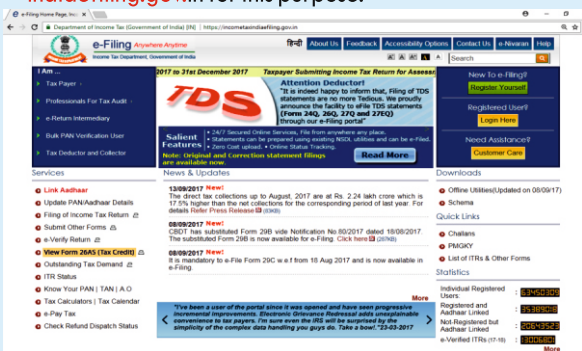 indiaefiling.gov.in for this purpose.
e-Filing Home Page, Inc
Department of Income Tax (Government of India) [IN] | https://incometaxindiaefiling.gov.in
e-Filing Anywhere Anytime
Income Tax Department, Government of India
हिन्दी About Us Feedback Accessibility Options Contact Us e-Nivaran Help
Search
I Am ...
Tax Payer
Professionals For Tax Audit
e-Return Intermediary
Bulk PAN Verification User
Tax Deductor and Collector
2017 to 31st December 2017 Taxpayer Submitting Income Tax Return for Assess
TDS
Attention Deductor!
"It is indeed happy to inform that, Filing of TDS
statements are no more Tedious. We proudly
announce the facility to eFile TDS statements
(Form 24Q, 26Q, 27Q and 27EQ)
through our e-Filing portal"
Salient Features
• 24/7 Secured Online Services, File from anywhere any place.
• Statements can be prepared using existing NSDL utilities and can be e-Filed.
• Zero Cost upload. • Online Status Tracking.
Note: Original and Correction statement filings
are available now.
Read More
New To e-Filing?
Register Yourself
Registered User?
Login Here
Need Assistance?
Customer Care
Services
Link Aadhaar
Update PAN/Aadhaar Details
Filing of Income Tax Return
Submit Other Forms
e-Verify Return
View Form 26AS (Tax Credit)
Outstanding Tax Demand
ITR Status
Know Your PAN | TAN | A.O
Tax Calculators | Tax Calendar
e-Pay Tax
Check Refund Dispatch Status
News & Updates
13/09/2017 New!
The direct tax collections up to August, 2017 are at Rs. 2.24 lakh crore which is
17.5% higher than the net collections for the corresponding period of last year. For
details Refer Press Release (83KB)
08/09/2017 New!
CBDT has substituted Form 29B vide Notification No.80/2017 dated 18/08/2017.
The substituted Form 29B is now available for e-Filing. Click here (267KB)
08/09/2017 New!
It is mandatory to e-File Form 29C w.e.f from 18 Aug 2017 and is now available in
e-Filing.
More
"I've been a user of the portal since it was opened and have seen progressive
incremental improvements. Electronic Grievance Redressal adds unexplainable
convenience to tax payers. I'm sure even the IRS will be surprised by the
simplicity of the complex data handling you guys do. Take a bow!."23-03-2017
Downloads
Offline Utilities(Updated on 08/09/17)
Schema
Quick Links
Challans
PMGKY
List of ITRs & Other Forms
Statistics
Individual Registered
Users: : 63450309
Registered and
Aadhaar Linked : 35389018
Not-Registered but
Aadhaar Linked : 20643523
e-Verified ITRs (17-18) : 13006801
More